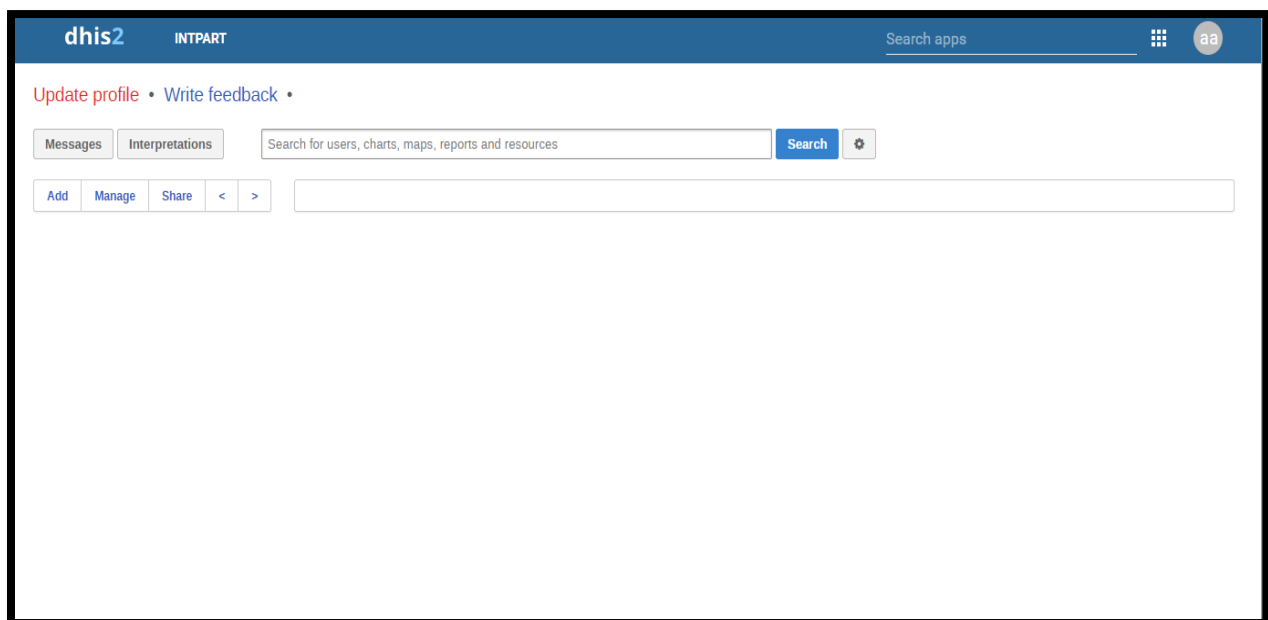 dhis2 INTPART Search apps aa
Update profile • Write feedback •
Messages Interpretations Search for users, charts, maps, reports and resources Search
Add Manage Share < >